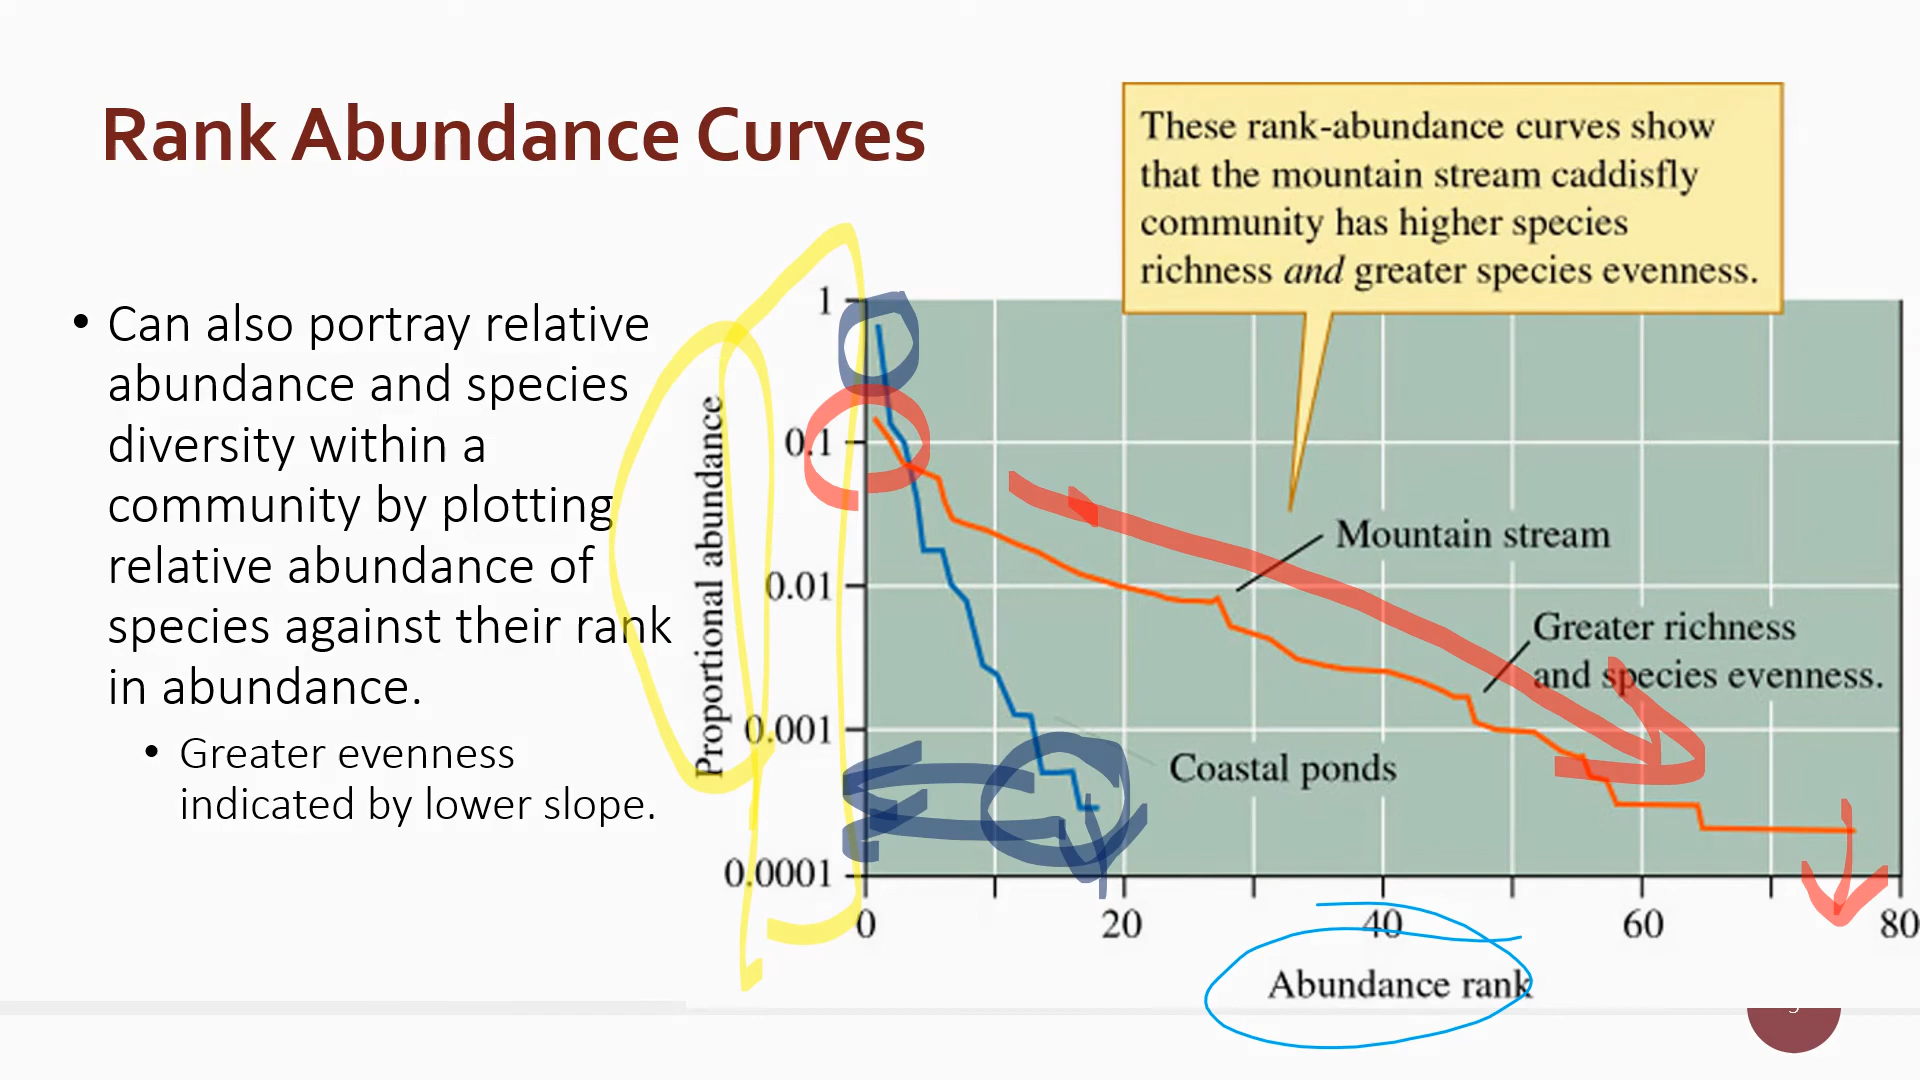 Rank Abundance Curves
• Can also portray relative
abundance and species
diversity within a
community by plotting
relative abundance of
species against their rank
in abundance.
• Greater evenness
indicated by lower slope.
These rank-abundance curves show
that the mountain stream caddisfly
community has higher species
richness and greater species evenness.
Proportional abundance
1
0.1
0.01
0.001
0.0001
Mountain stream
Greater richness
and species evenness.
Coastal ponds
0 20 40 60 80
Abundance rank